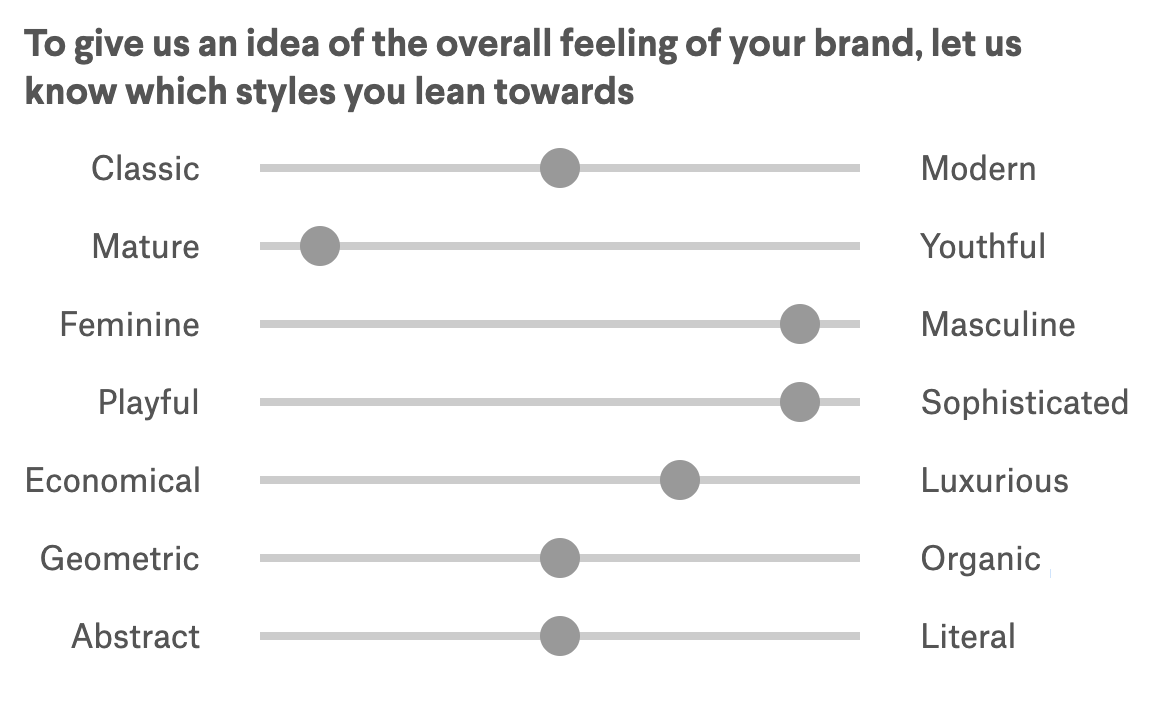 To give us an idea of the overall feeling of your brand, let us
know which styles you lean towards
Classic Modern
Mature Youthful
Feminine Masculine
Playful Sophisticated
Economical Luxurious
Geometric Organic
Abstract Literal